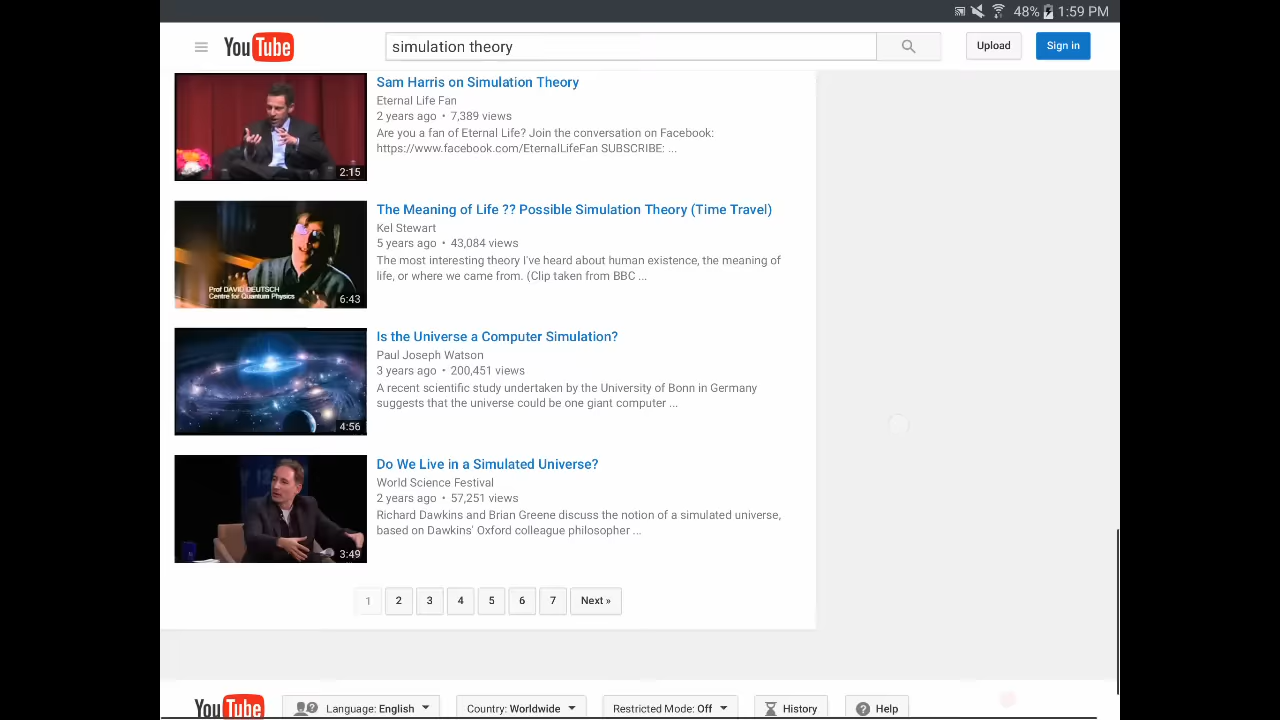 48% 1:59 PM
YouTube
simulation theory
Upload
Sign in
Sam Harris on Simulation Theory
Eternal Life Fan
2 years ago • 7,389 views
Are you a fan of Eternal Life? Join the conversation on Facebook:
https://www.facebook.com/EternalLifeFan SUBSCRIBE: ...
2:15
The Meaning of Life ?? Possible Simulation Theory (Time Travel)
Kel Stewart
5 years ago • 43,084 views
The most interesting theory I've heard about human existence, the meaning of
life, or where we came from. (Clip taken from BBC ...
Prof DAVID DEUTSCH
Centre for Quantum Physics
6:43
Is the Universe a Computer Simulation?
Paul Joseph Watson
3 years ago • 200,451 views
A recent scientific study undertaken by the University of Bonn in Germany
suggests that the universe could be one giant computer ...
4:56
Do We Live in a Simulated Universe?
World Science Festival
2 years ago • 57,251 views
Richard Dawkins and Brian Greene discuss the notion of a simulated universe,
based on Dawkins' Oxford colleague philosopher ...
3:49
1 2 3 4 5 6 7 Next »
YouTube
Language: English
Country: Worldwide
Restricted Mode: Off
History
Help